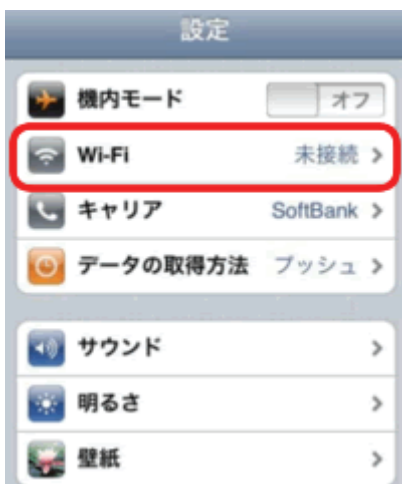 設定
機内モード オフ
Wi-Fi 未接続
キャリア SoftBank
データの取得方法 プッシュ
サウンド
明るさ
壁紙